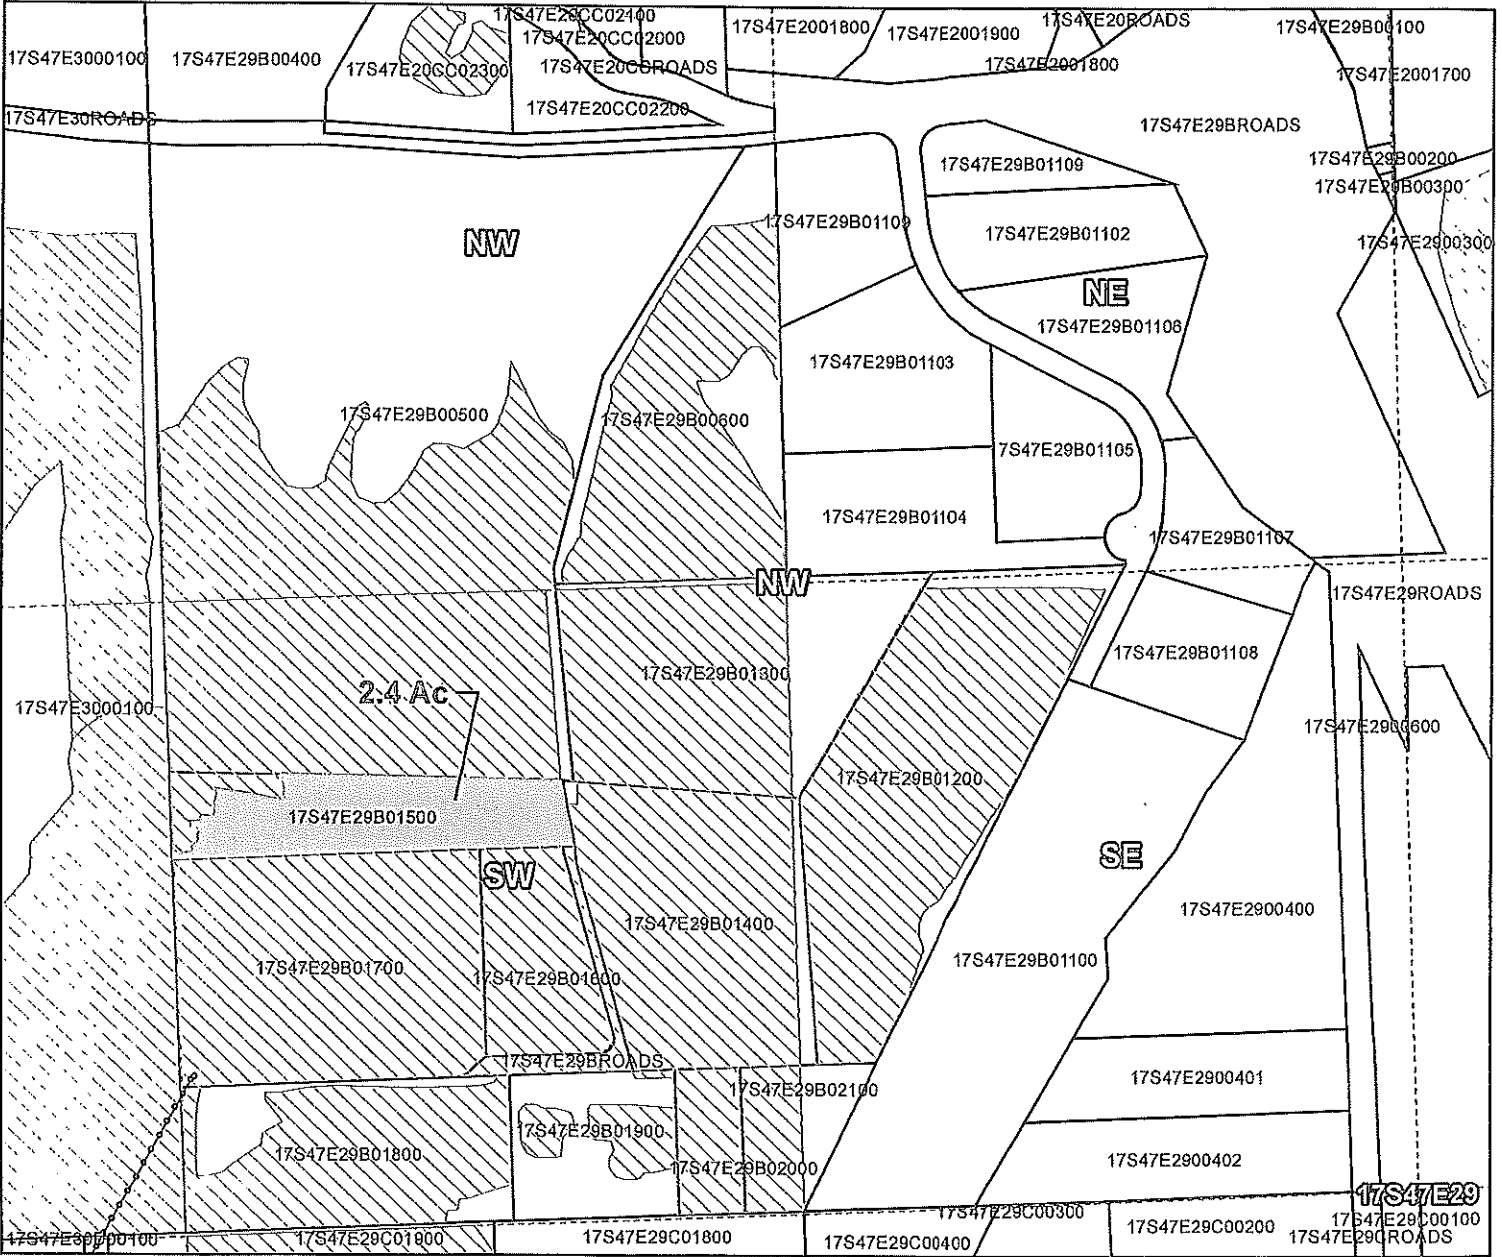 17S47E20CC02100
17S47E2001800
17S47E20ROADS
17S47E29B00100
17S47E2001900
17S47E20CC02000
17S47E3000100
17S47E29B00400
17S47E20CC02300
17S47E20CCROADS
17S47E2001800
17S47E2001700
17S47E20CC02200
17S47E30ROADS
17S47E29BROADS
17S47E29B00200
17S47E29B01109
17S47E29B00300
17S47E29B01109
17S47E29B01102
NW
17S47E2900300
NE
17S47E29B01106
17S47E29B01103
17S47E29B00500
17S47E29B00600
7S47E29B01105
17S47E29B01104
17S47E29B01107
NW
17S47E29ROADS
17S47E29B01108
17S47E29B01300
2.4 Ac
17S47E3000100
17S47E2900600
17S47E29B01200
17S47E29B01500
SE
SW
17S47E2900400
17S47E29B01400
17S47E29B01100
17S47E29B01700
17S47E29B01600
17S47E29BROADS
17S47E2900401
17S47E29B02100
17S47E29B01900
17S47E29B01800
17S47E2900402
17S47E29B02000
17S47E29
17S47E29C00300
17S47E29C00100
17S47E29C00200
17S47E29CROADS
17S47E30D00100
17S47E29C01900
17S47E29C01800
17S47E29C00400